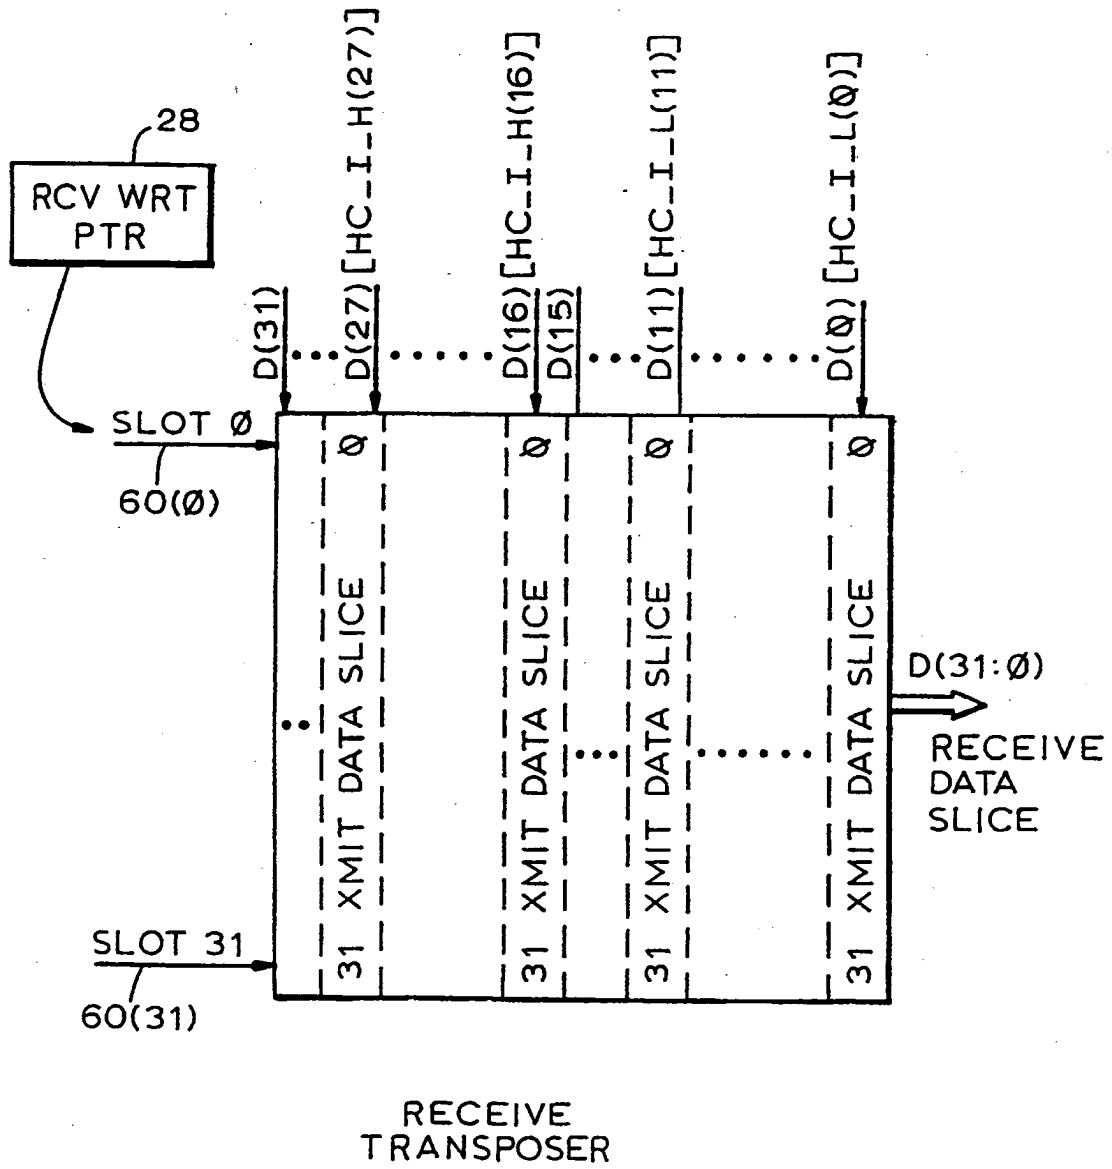 28
RCV WRT
PTR
D(31)
D(27)[HC_I_H(27)]
D(16)[HC_I_H(16)]
D(15)
D(11)[HC_I_L(11)]
D(Ø)[HC_I_L(Ø)]
SLOT Ø
60(Ø)
31 XMIT DATA SLICE Ø
31 XMIT DATA SLICE Ø
31 XMIT DATA SLICE Ø
31 XMIT DATA SLICE Ø
D(31:Ø)
RECEIVE
DATA
SLICE
SLOT 31
60(31)
RECEIVE
TRANSPOSER